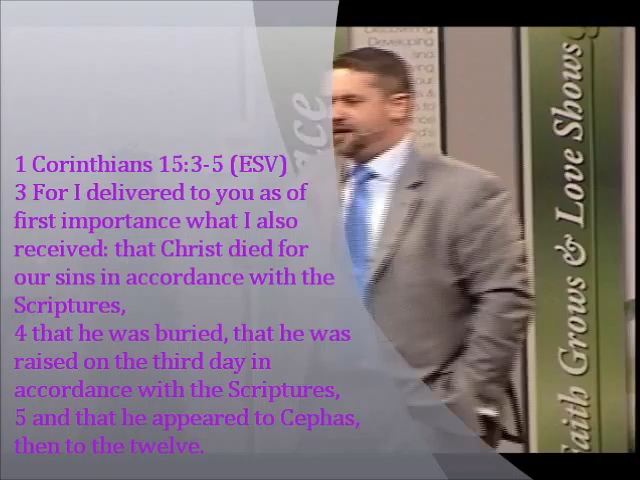 1 Corinthians 15:3-5 (ESV)
3 For I delivered to you as of
first importance what I also
received: that Christ died for
our sins in accordance with the
Scriptures,
4 that he was buried, that he was
raised on the third day in
accordance with the Scriptures,
5 and that he appeared to Cephas,
then to the twelve.
Discovering
Developing
and
Faith Grows & Love Shows